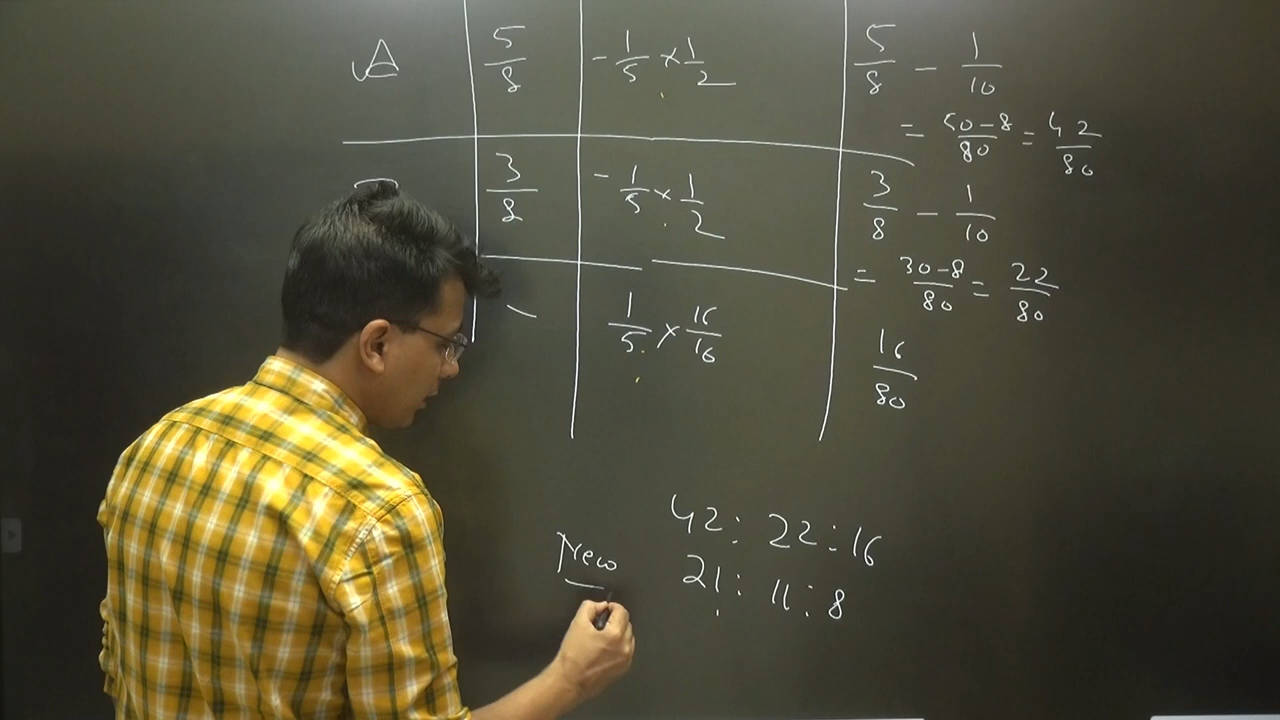 A 5/8 - 1/5 × 1/2 5/8 - 1/10
= 50-8/80 = 42/80
3/8 - 1/5 × 1/2 3/8 - 1/10
= 30-8/80 = 22/80
- 1/5 × 16/16 16/80
42 : 22 : 16
New 21 : 11 : 8